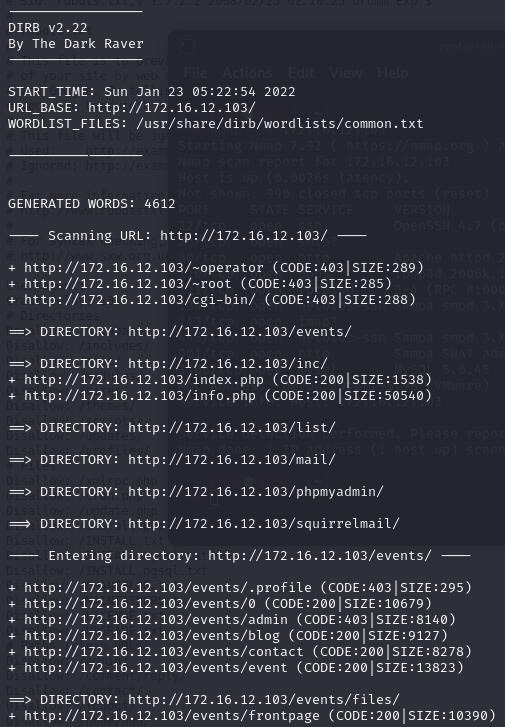 DIRB v2.22
By The Dark Raver
START_TIME: Sun Jan 23 05:22:54 2022
URL_BASE: http://172.16.12.103/
WORDLIST_FILES: /usr/share/dirb/wordlists/common.txt
GENERATED WORDS: 4612
---- Scanning URL: http://172.16.12.103/ ----
+ http://172.16.12.103/~operator (CODE:403|SIZE:289)
+ http://172.16.12.103/~root (CODE:403|SIZE:285)
+ http://172.16.12.103/cgi-bin/ (CODE:403|SIZE:288)
==> DIRECTORY: http://172.16.12.103/events/
==> DIRECTORY: http://172.16.12.103/inc/
+ http://172.16.12.103/index.php (CODE:200|SIZE:1538)
+ http://172.16.12.103/info.php (CODE:200|SIZE:50540)
==> DIRECTORY: http://172.16.12.103/list/
==> DIRECTORY: http://172.16.12.103/mail/
==> DIRECTORY: http://172.16.12.103/phpmyadmin/
==> DIRECTORY: http://172.16.12.103/squirrelmail/
---- Entering directory: http://172.16.12.103/events/ ----
+ http://172.16.12.103/events/.profile (CODE:403|SIZE:295)
+ http://172.16.12.103/events/0 (CODE:200|SIZE:10679)
+ http://172.16.12.103/events/admin (CODE:403|SIZE:8140)
+ http://172.16.12.103/events/blog (CODE:200|SIZE:9127)
+ http://172.16.12.103/events/contact (CODE:200|SIZE:8278)
+ http://172.16.12.103/events/event (CODE:200|SIZE:13823)
==> DIRECTORY: http://172.16.12.103/events/files/
+ http://172.16.12.103/events/frontpage (CODE:200|SIZE:10390)
File Actions Edit View Help